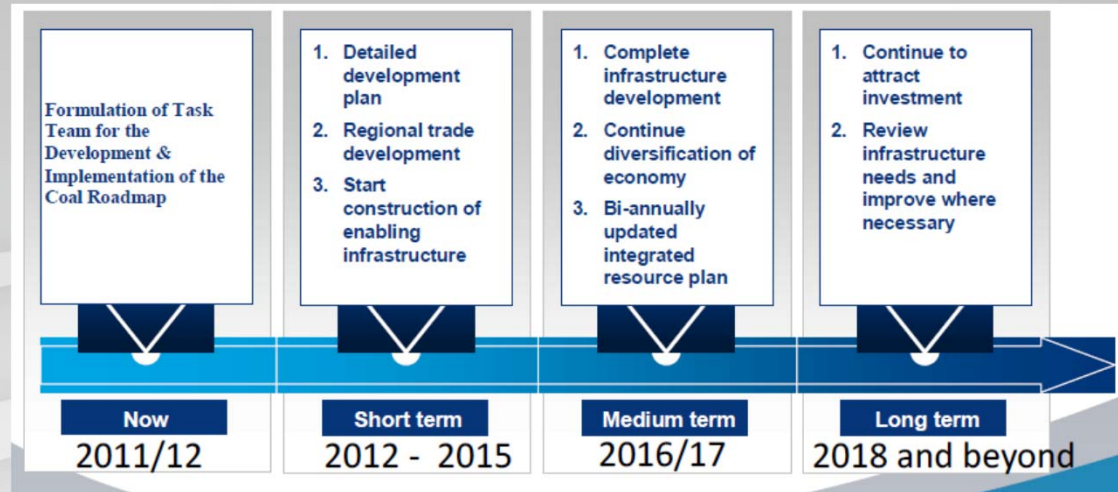 Formulation of Task
Team for the
Development &
Implementation of the
Coal Roadmap
1. Detailed
development
plan
2. Regional trade
development
3. Start
construction of
enabling
infrastructure
1. Complete
infrastructure
development
2. Continue
diversification of
economy
3. Bi-annually
updated
integrated
resource plan
1. Continue to
attract
investment
2. Review
infrastructure
needs and
improve where
necessary
Now
2011/12
Short term
2012 - 2015
Medium term
2016/17
Long term
2018 and beyond